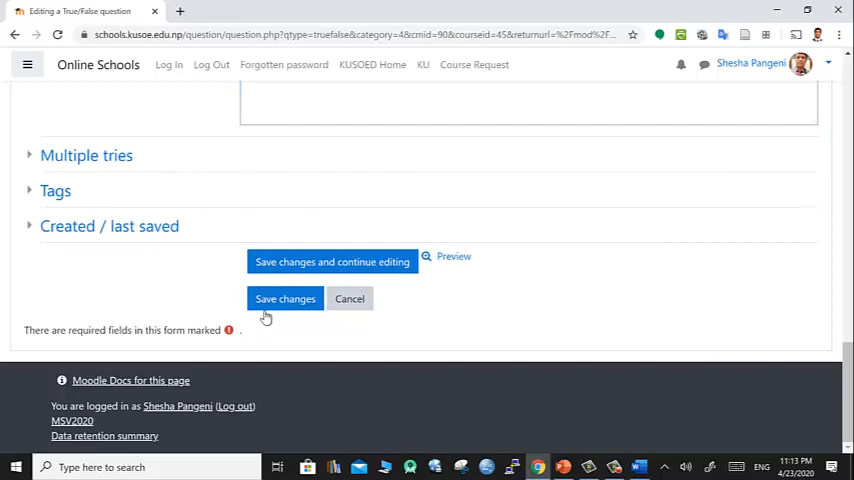 Editing a True/False question
schools.kusoe.edu.np/question/question.php?qtype=truefalse&category=4&cmid=90&courseid=45&returnurl=%2Fmod%2F...
Online Schools Log In Log Out Forgotten password KUSOED Home KU Course Request Shesha Pangeni
Multiple tries
Tags
Created / last saved
Save changes and continue editing Preview
Save changes Cancel
There are required fields in this form marked .
Moodle Docs for this page
You are logged in as Shesha Pangeni (Log out)
MSV2020
Data retention summary
Type here to search ENG 11:13 PM
4/23/2020